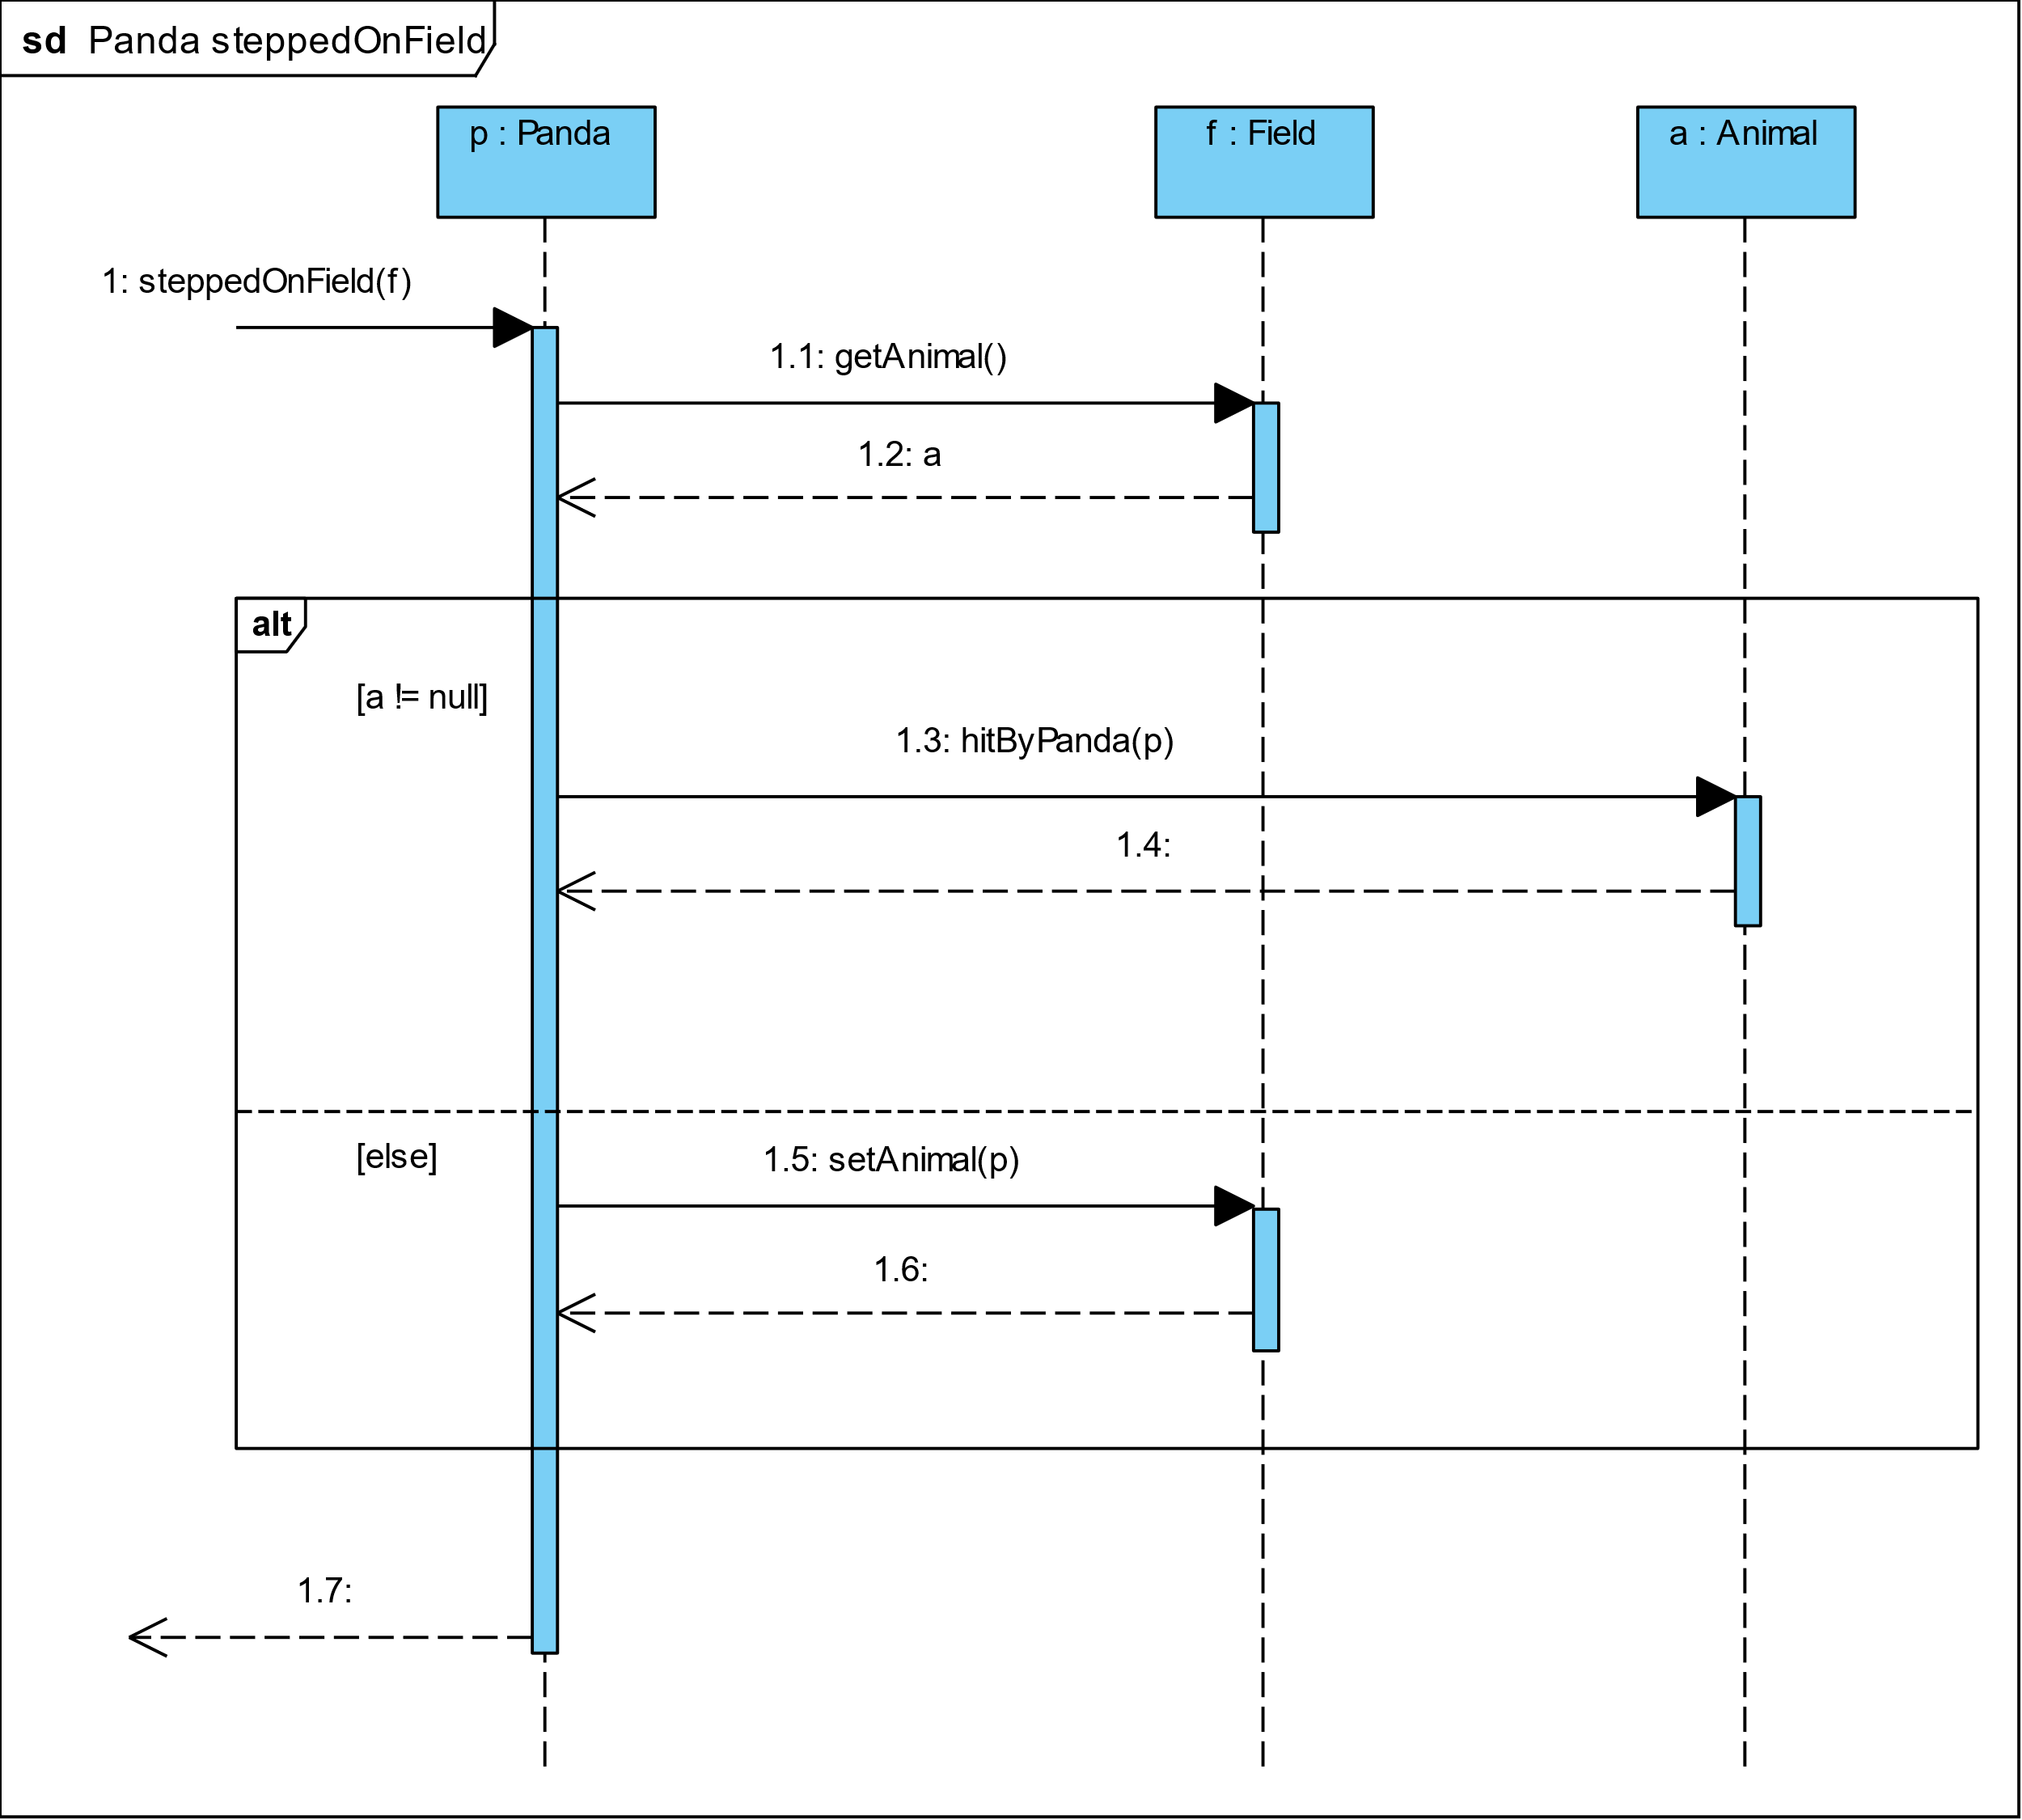 sd Panda steppedOnField
p : Panda
f : Field
a : Animal
1: steppedOnField(f)
1.1: getAnimal()
1.2: a
alt
[a != null]
1.3: hitByPanda(p)
1.4:
[else]
1.5: setAnimal(p)
1.6:
1.7: